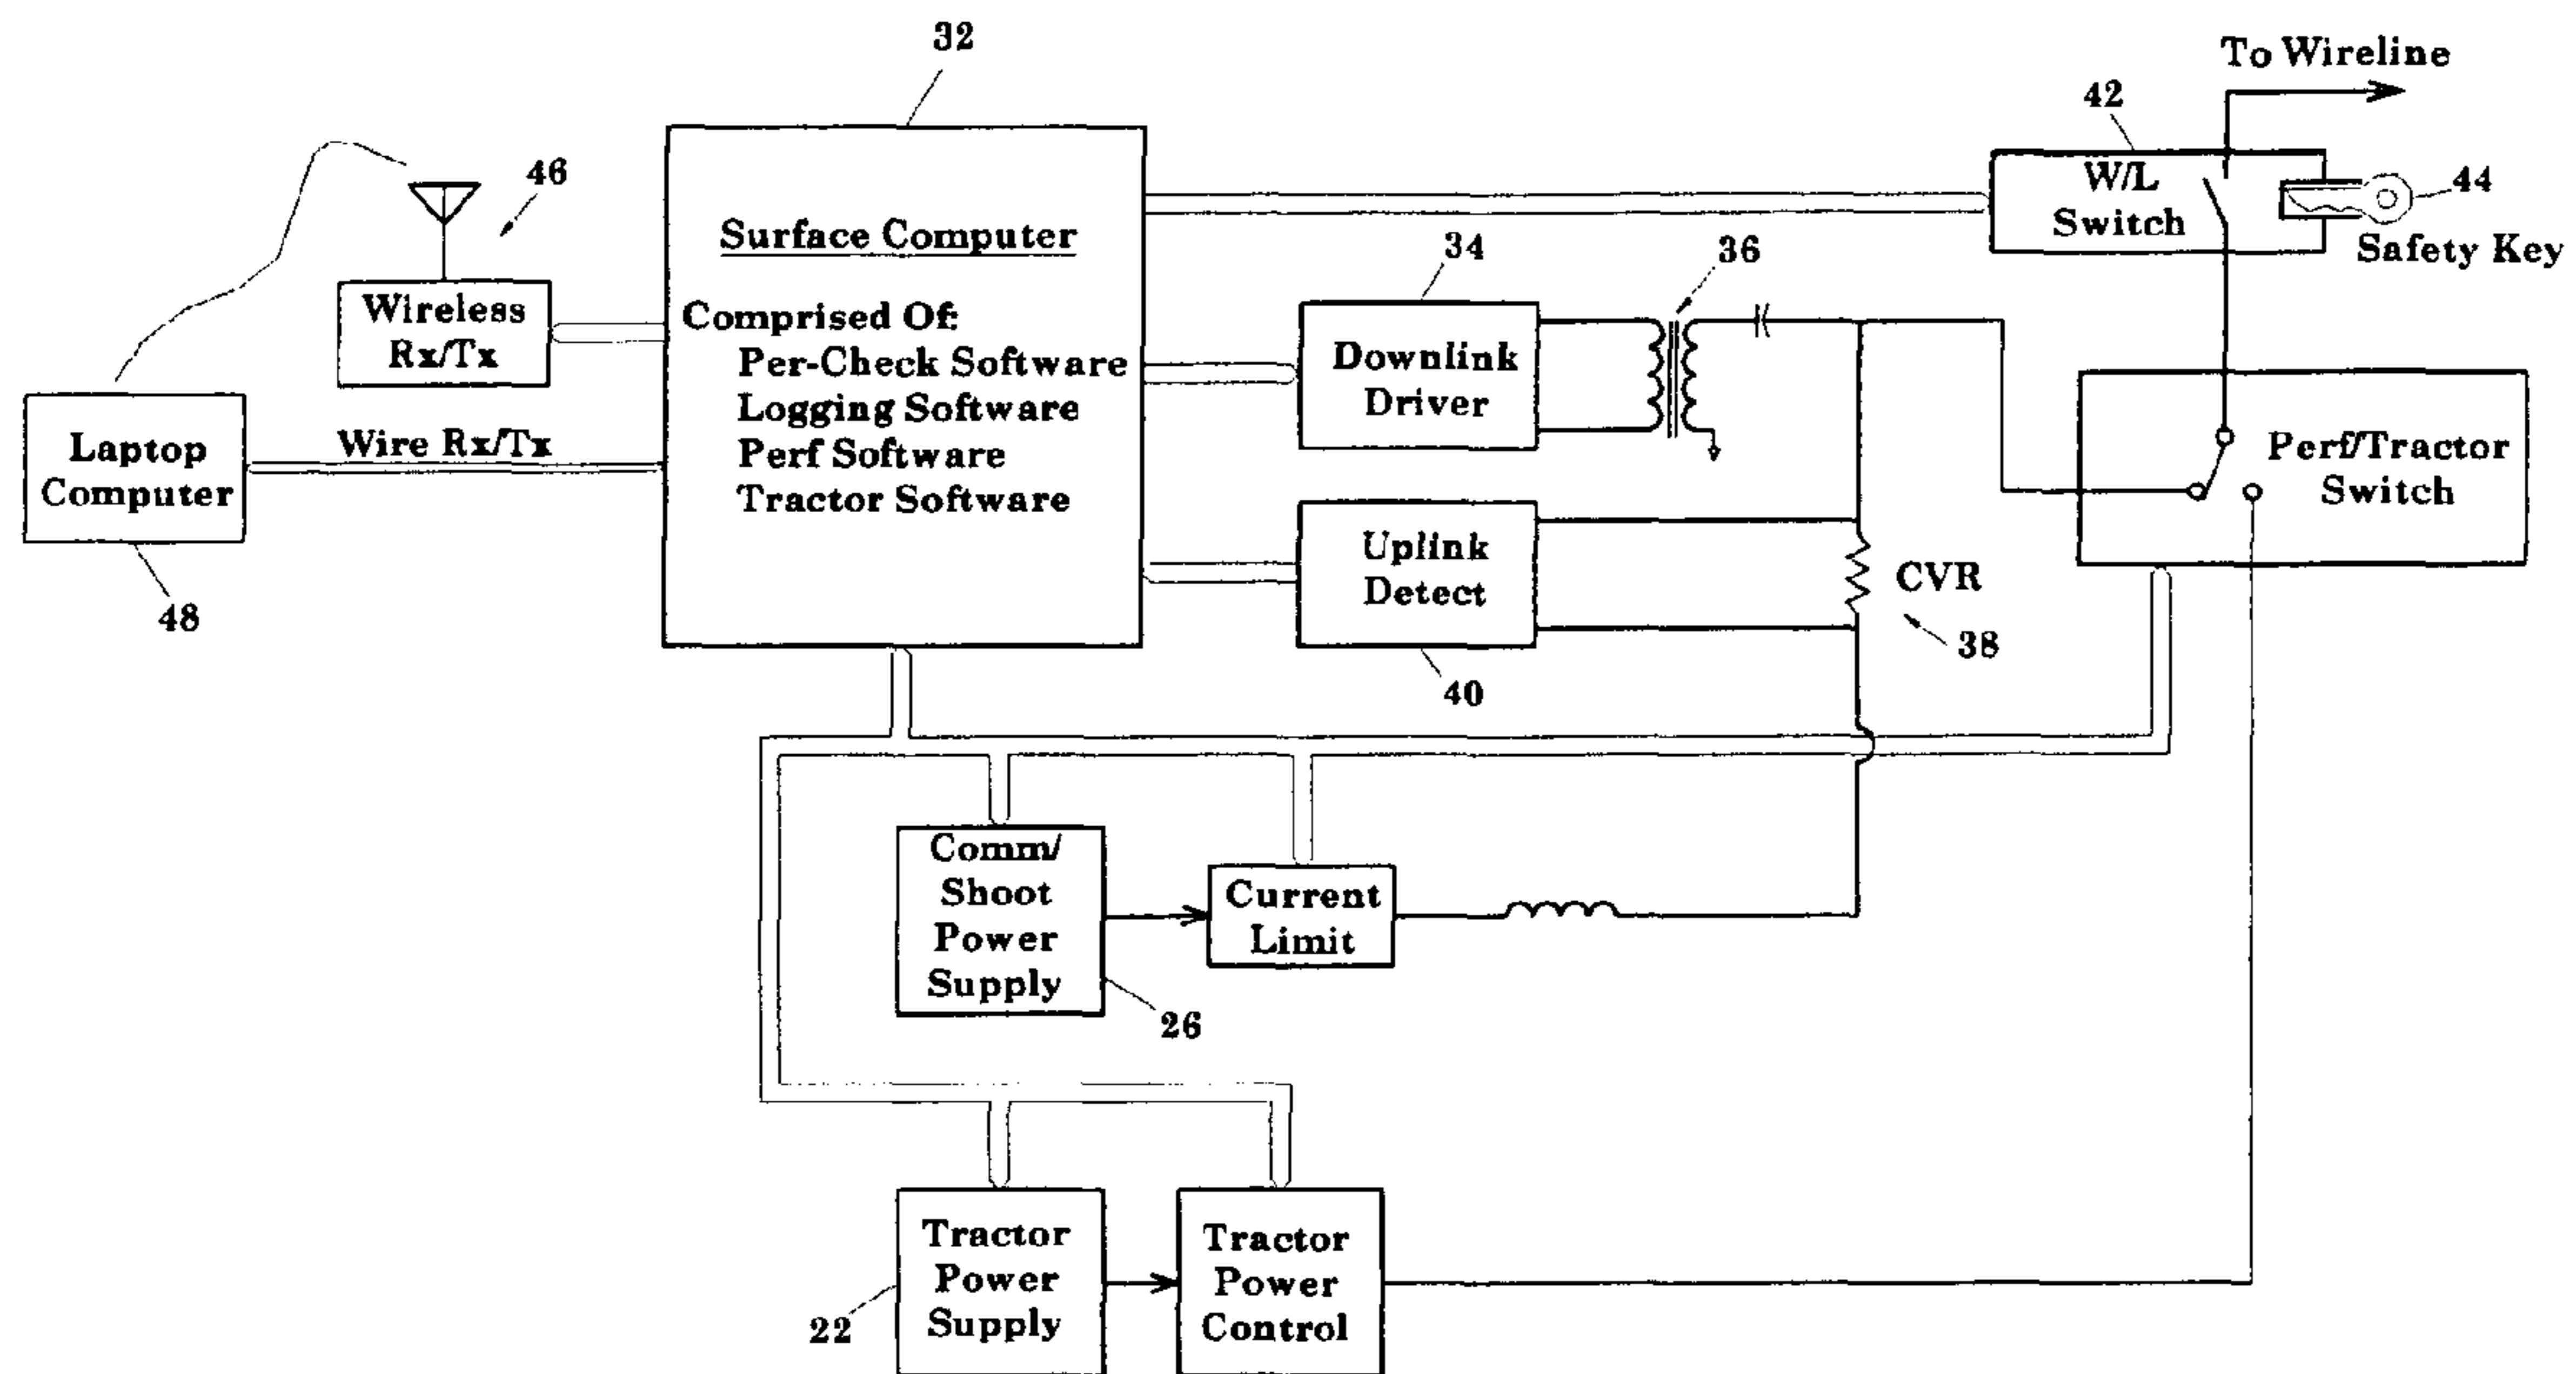 32
To Wireline
42
46
W/L
Switch
44
Safety Key
Surface Computer
34
36
Wireless
Rx/Tx
Comprised Of:
Per-Check Software
Logging Software
Perf Software
Tractor Software
Downlink
Driver
Laptop
Computer
Wire Rx/Tx
Perf/Tractor
Switch
Uplink
Detect
CVR
48
38
40
Comm/
Shoot
Power
Supply
Current
Limit
26
Tractor
Power
Supply
Tractor
Power
Control
22